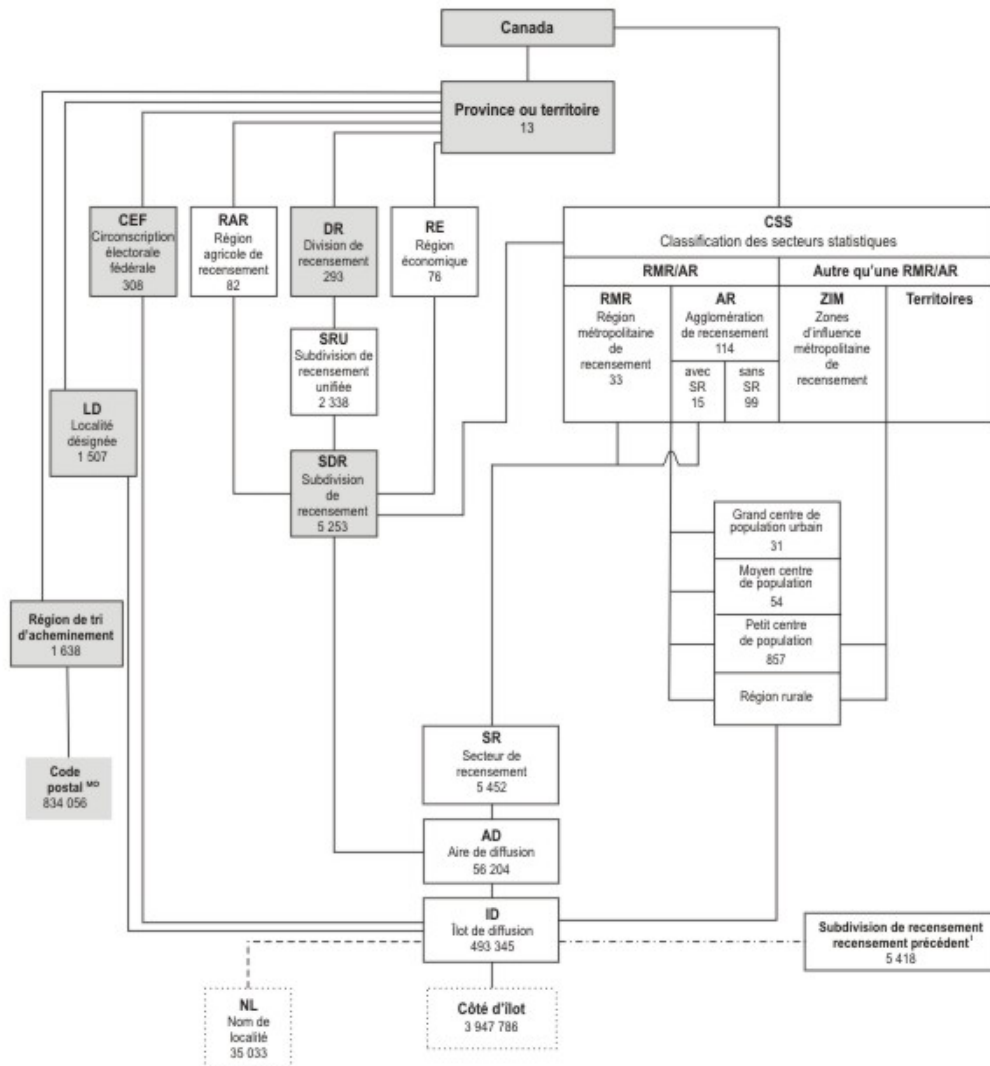 Canada
Province ou territoire
13
CEF
Circonscription
électorale
fédérale
308
RAR
Région
agricole de
recensement
82
DR
Division de
recensement
293
RE
Région
économique
76
CSS
Classification des secteurs statistiques
RMR/AR
Autre qu'une RMR/AR
RMR
Région
métropolitaine
de
recensement
33
AR
Agglomération
de recensement
114
avec
SR
15
sans
SR
99
ZIM
Zones
d'influence
métropolitaine
de
recensement
Territoires
SRU
Subdivision de
recensement
unifiée
2 338
LD
Localité
désignée
1 507
SDR
Subdivision
de
recensement
5 253
Grand centre de
population urbain
31
Moyen centre
de population
54
Petit centre
de population
857
Région rurale
Région de tri
d'acheminement
1 638
Code
postal MD
834 056
SR
Secteur de
recensement
5 452
AD
Aire de diffusion
56 204
ID
Îlot de diffusion
493 345
Subdivision de recensement
recensement précédent¹
5 418
NL
Nom de
localité
35 033
Côté d'îlot
3 947 786